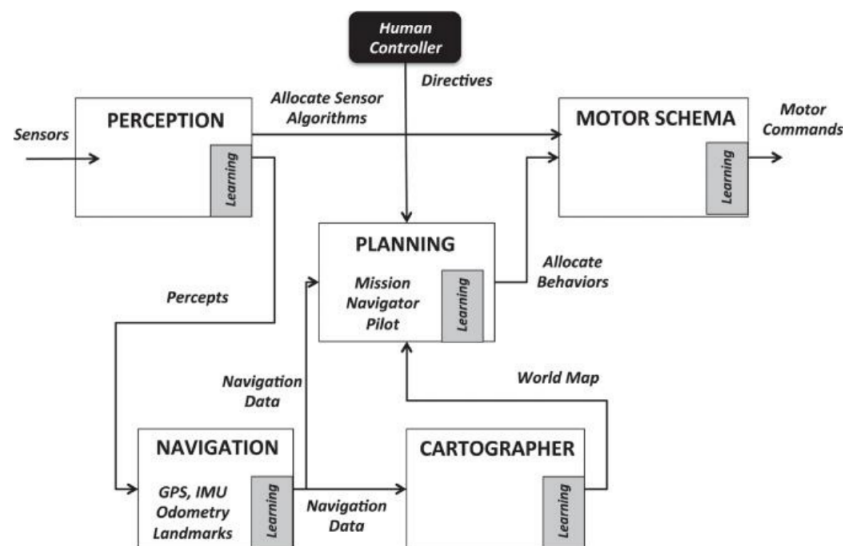 Human
Controller
Directives
Allocate Sensor
Algorithms
PERCEPTION
Sensors
Learning
MOTOR SCHEMA
Motor
Commands
Learning
PLANNING
Mission
Navigator
Pilot
Learning
Allocate
Behaviors
Percepts
Navigation
Data
World Map
NAVIGATION
GPS, IMU
Odometry
Landmarks
Learning
Navigation
Data
CARTOGRAPHER
Learning